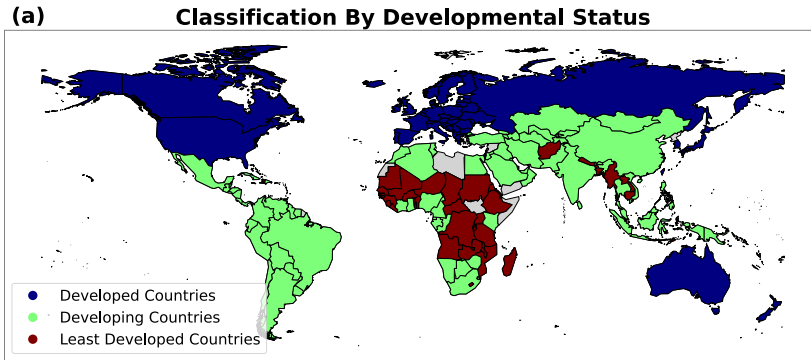 (a)
Classification By Developmental Status
Developed Countries
Developing Countries
Least Developed Countries